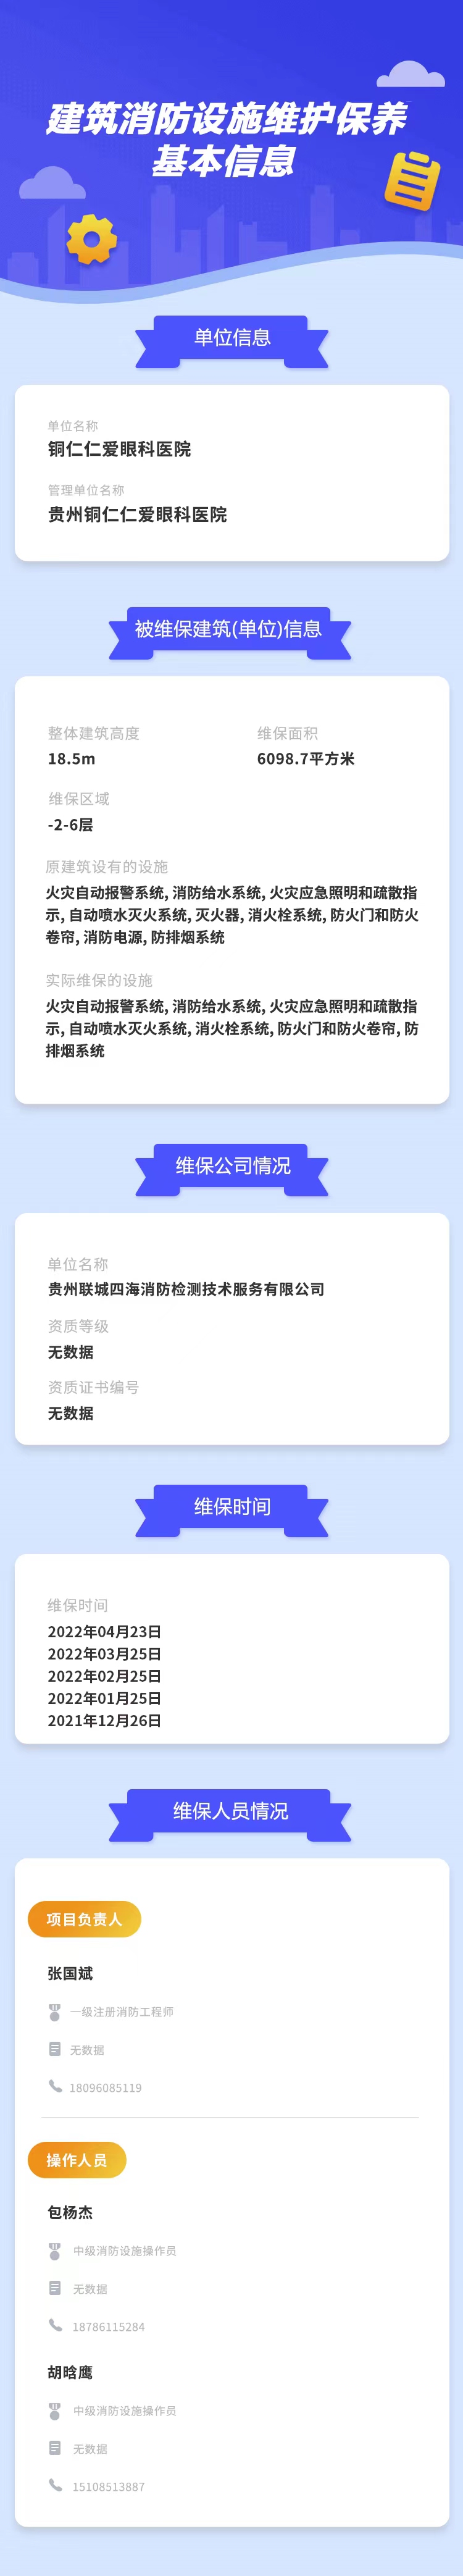 建筑消防设施维护保养
基本信息
单位信息
单位名称
铜仁仁爱眼科医院
管理单位名称
贵州铜仁仁爱眼科医院
被维保建筑(单位)信息
整体建筑高度
18.5m
维保面积
6098.7平方米
维保区域
-2-6层
原建筑设有的设施
火灾自动报警系统, 消防给水系统, 火灾应急照明和疏散指
示, 自动喷水灭火系统, 灭火器, 消火栓系统, 防火门和防火
卷帘, 消防电源, 防排烟系统
实际维保的设施
火灾自动报警系统, 消防给水系统, 火灾应急照明和疏散指
示, 自动喷水灭火系统, 消火栓系统, 防火门和防火卷帘, 防
排烟系统
维保公司情况
单位名称
贵州联城四海消防检测技术服务有限公司
资质等级
无数据
资质证书编号
无数据
维保时间
维保时间
2022年04月23日
2022年03月25日
2022年02月25日
2022年01月25日
2021年12月26日
维保人员情况
项目负责人
张国斌
一级注册消防工程师
无数据
18096085119
操作人员
包杨杰
中级消防设施操作员
无数据
18786115284
胡晗鹰
中级消防设施操作员
无数据
15108513887